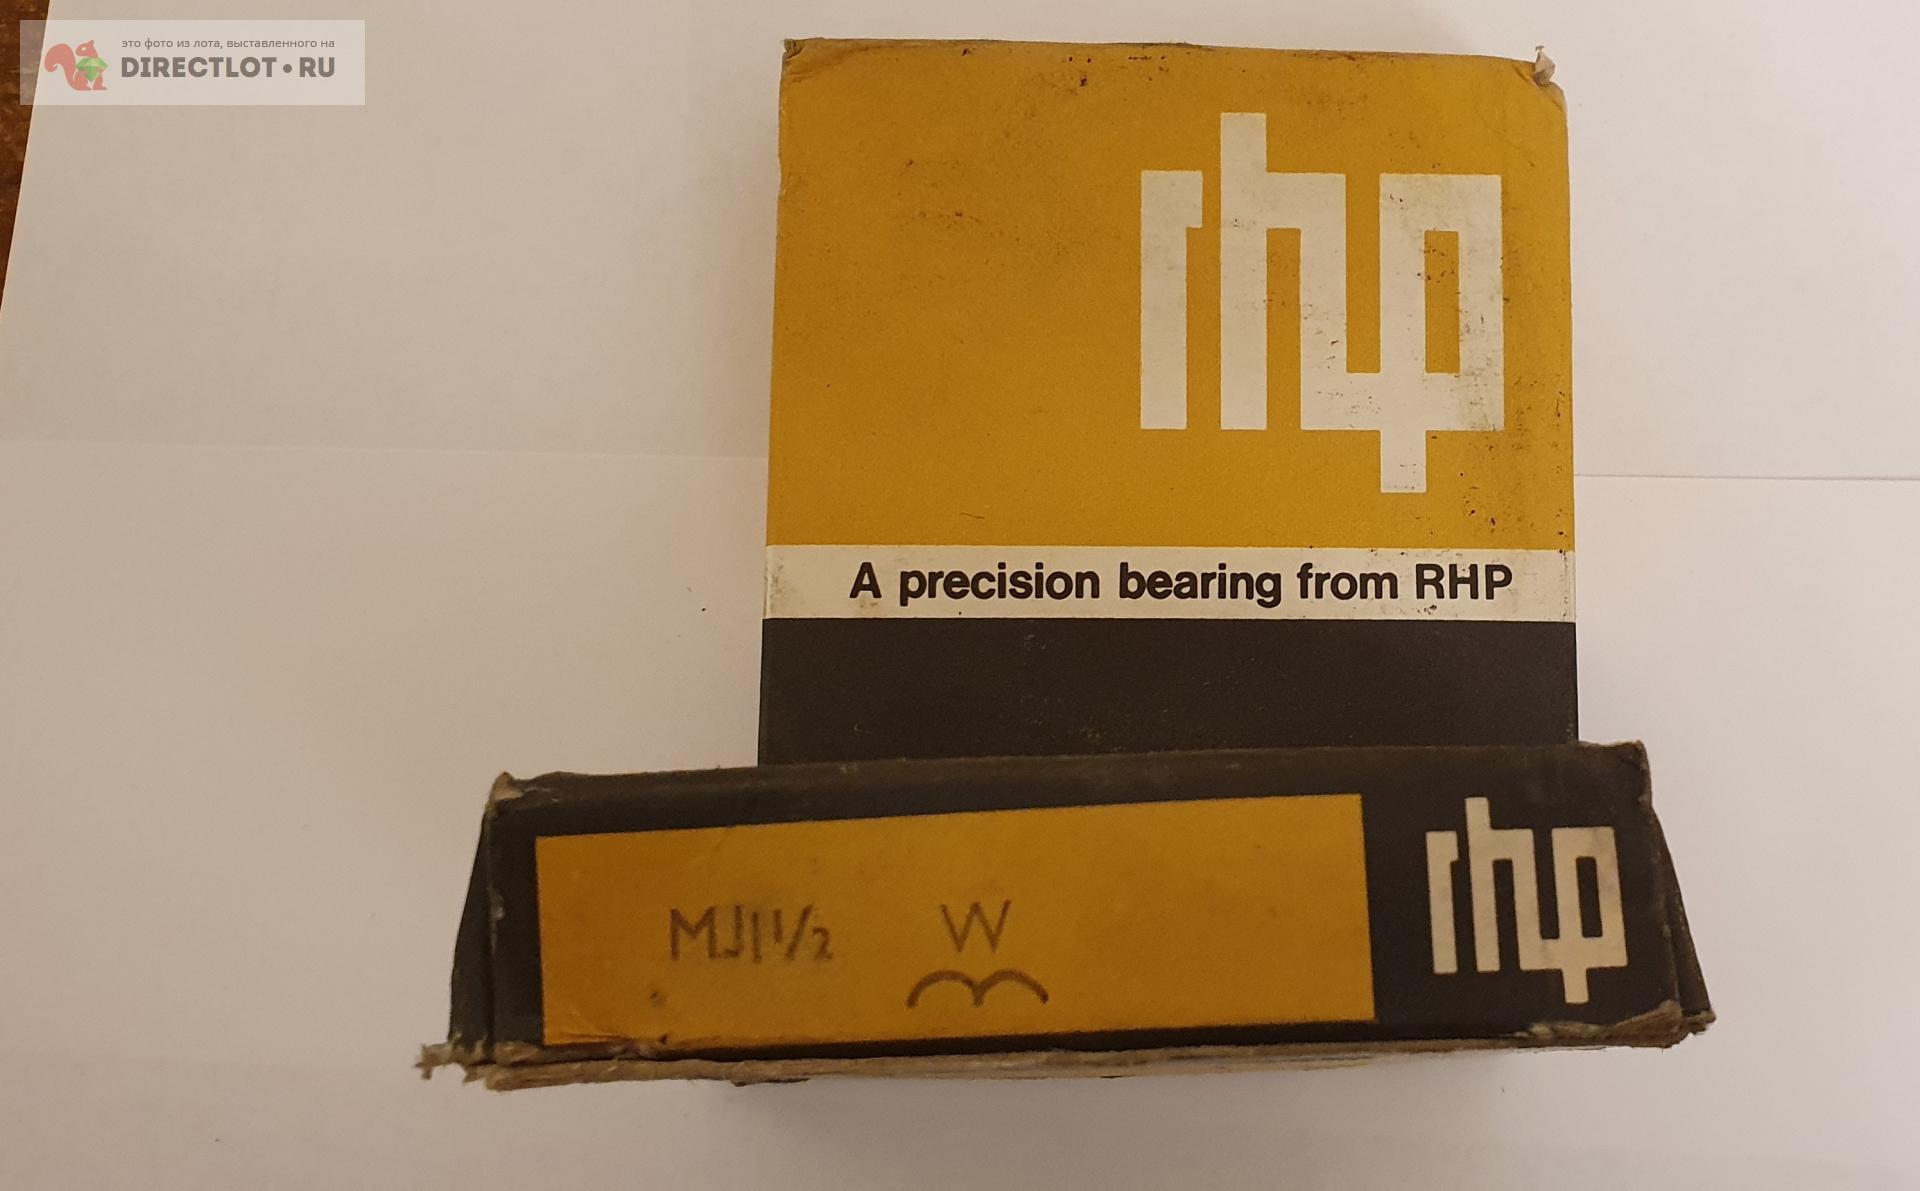 это фото из лота, выставленного на
DIRECTLOT•RU
rhp
A precision bearing from RHP
MJ1½ W
rhp